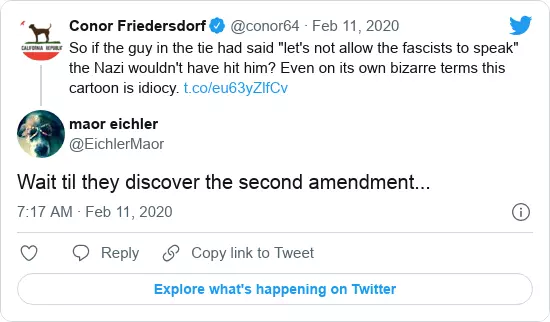 Conor Friedersdorf @conor64 · Feb 11, 2020
CALIFORNIA REPUBLIC
So if the guy in the tie had said "let's not allow the fascists to speak"
the Nazi wouldn't have hit him? Even on its own bizarre terms this
cartoon is idiocy. t.co/eu63yZlfCv
maor eichler
@EichlerMaor
Wait til they discover the second amendment...
7:17 AM · Feb 11, 2020
Reply Copy link to Tweet
Explore what's happening on Twitter